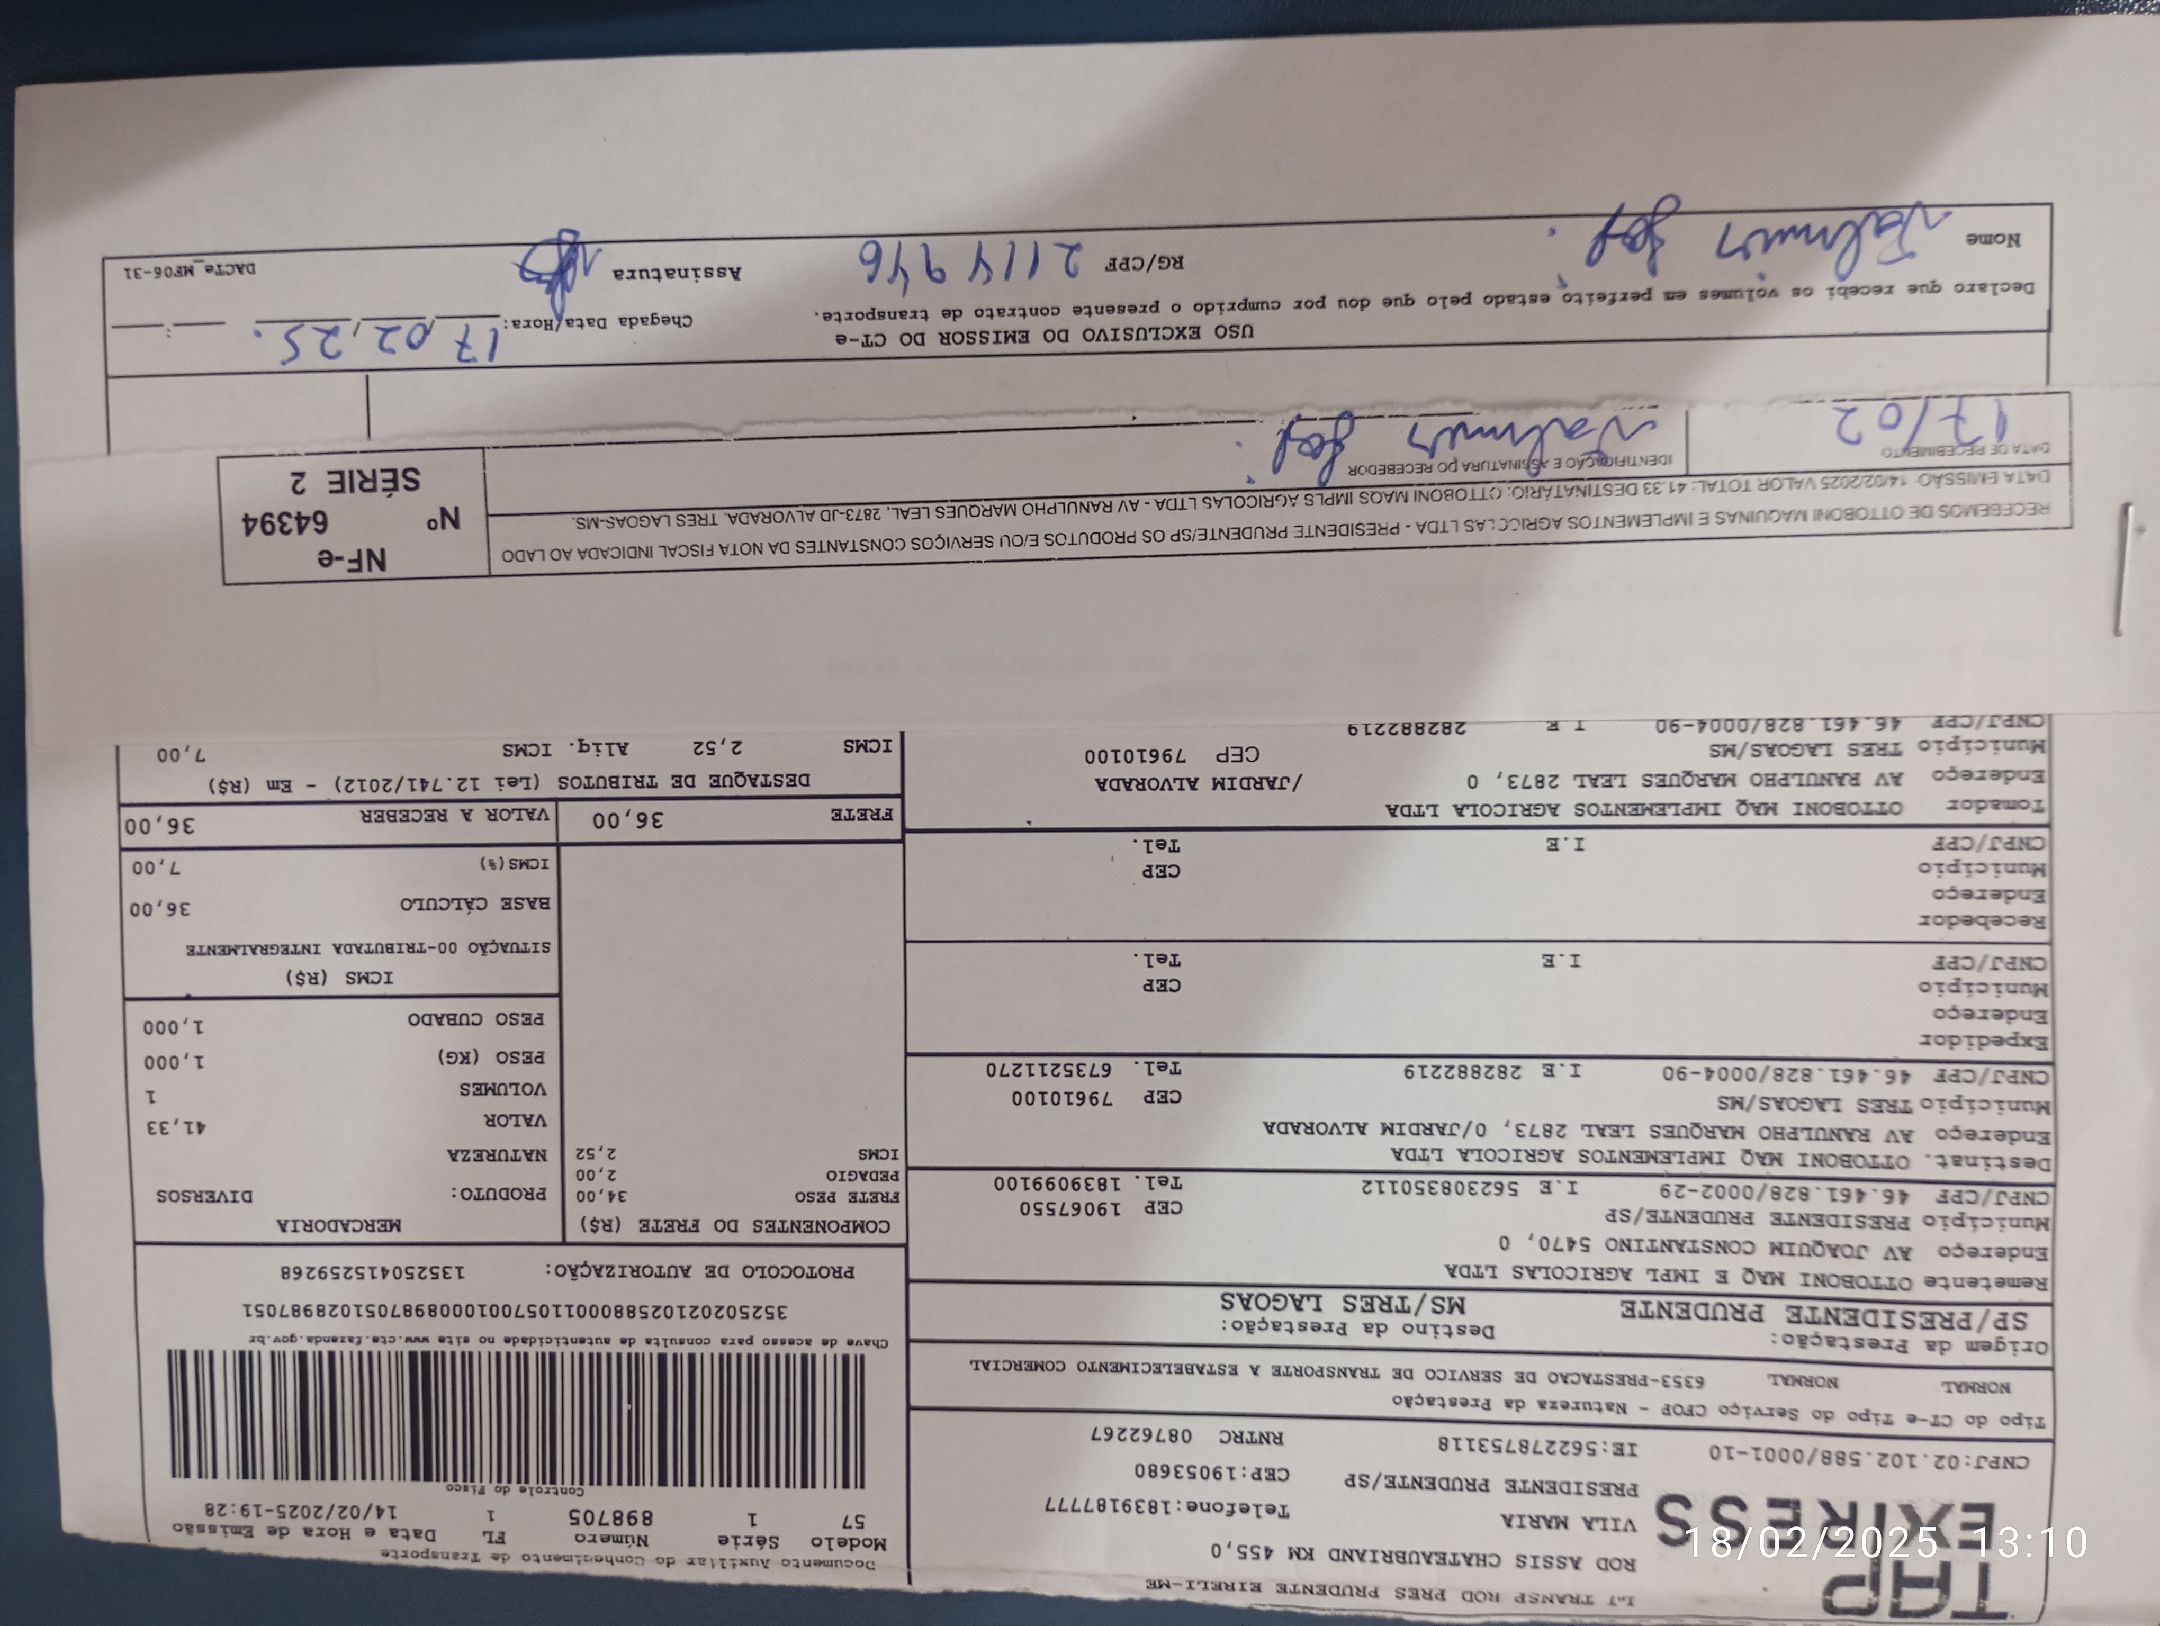 TAP
EXPRESS
L.T TRANSP ROD PRES PRUDENTE EIRELI-ME
ROD ASSIS CHATEAUBRIAND KM 455,0
VILA MARIA Telefone:1839187777
PRESIDENTE PRUDENTE/SP CEP:19053680
CNPJ:02.102.588/0001-10 IE:562278753118 RNTRC 08762267
Documento Auxiliar do Conhecimento de Transporte
Modelo Série Número FL Data e Hora de Emissão
57 1 898705 1 14/02/2025-19:28
Controle do Fisco
Chave de acesso para consulta de autenticidade no site www.cte.fazenda.gov.br
35250202102588000110570010008987051028987051
PROTOCOLO DE AUTORIZAÇÃO: 135250415259268
Tipo do CT-e Tipo do Serviço CFOP - Natureza da Prestação
NORMAL NORMAL 6353-PRESTACAO DE SERVICO DE TRANSPORTE A ESTABELECIMENTO COMERCIAL
Origem da Prestação: Destino da Prestação:
SP/PRESIDENTE PRUDENTE MS/TRES LAGOAS
Remetente OTTOBONI MAQ E IMPL AGRICOLAS LTDA
Endereço AV JOAQUIM CONSTANTINO 5470, 0
Município PRESIDENTE PRUDENTE/SP CEP 19067550
CNPJ/CPF 46.461.828/0002-29 I.E 562308350112 Tel. 1839099100
Destinat. OTTOBONI MAQ IMPLEMENTOS AGRICOLA LTDA
Endereço AV RANULPHO MARQUES LEAL 2873, 0/JARDIM ALVORADA
Município TRES LAGOAS/MS CEP 79610100
CNPJ/CPF 46.461.828/0004-90 I.E 282882219 Tel. 6735211270
Expedidor
Endereço
Município CEP
CNPJ/CPF I.E Tel.
Recebedor
Endereço
Município CEP
CNPJ/CPF I.E Tel.
Tomador OTTOBONI MAQ IMPLEMENTOS AGRICOLA LTDA
Endereço AV RANULPHO MARQUES LEAL 2873, 0 /JARDIM ALVORADA
Município TRES LAGOAS/MS CEP 79610100
CNPJ/CPF 46.461.828/0004-90 I E 282882219
COMPONENTES DO FRETE (R$)
FRETE PESO 34,00
PEDAGIO 2,00
ICMS 2,52
MERCADORIA
PRODUTO: DIVERSOS
NATUREZA
VALOR 41,33
VOLUMES 1
PESO (KG) 1,000
PESO CUBADO 1,000
ICMS (R$)
SITUAÇÃO 00-TRIBUTADA INTEGRALMENTE
BASE CÁLCULO 36,00
ICMS(%) 7,00
FRETE 36,00 VALOR A RECEBER 36,00
DESTAQUE DE TRIBUTOS (Lei 12.741/2012) - Em (R$)
ICMS 2,52 Aliq. ICMS 7,00
RECEBEMOS DE OTTOBONI MAQUINAS E IMPLEMENTOS AGRICOLAS LTDA - PRESIDENTE PRUDENTE/SP OS PRODUTOS E/OU SERVIÇOS CONSTANTES DA NOTA FISCAL INDICADA AO LADO
DATA EMISSÃO: 14/02/2025 VALOR TOTAL: 41.33 DESTINATÁRIO: OTTOBONI MAQS IMPLS AGRICOLAS LTDA - AV RANULPHO MARQUES LEAL, 2873-JD ALVORADA. TRES LAGOAS-MS.
DATA DE RECEBIMENTO IDENTIFICAÇÃO E ASSINATURA DO RECEBEDOR
17/02
NF-e
Nº 64394
SÉRIE 2
USO EXCLUSIVO DO EMISSOR DO CT-e
Declaro que recebi os volumes em perfeito estado pelo que dou por cumprido o presente contrato de transporte.
Chegada Data/Hora: 17/02/25.
Nome RG/CPF 2114946 Assinatura
DACTe_MF06-31
18/02/2025 13:10